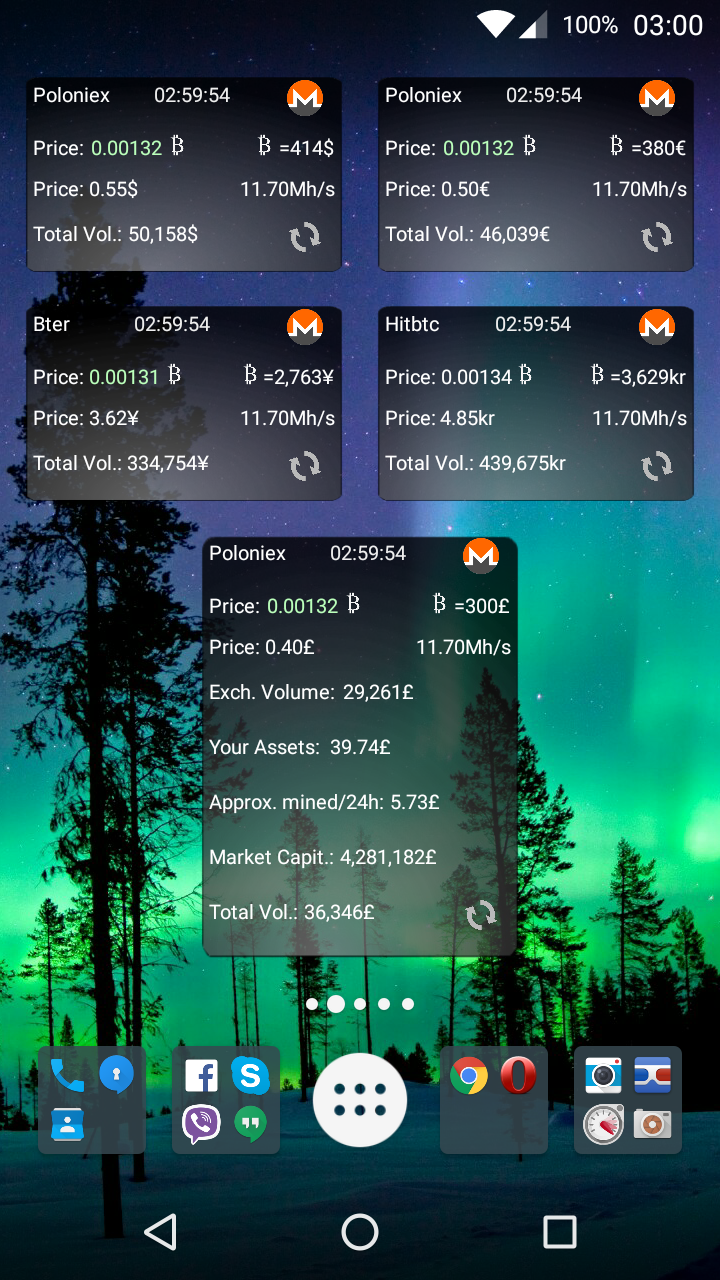 100% 03:00
Poloniex 02:59:54
Price: 0.00132 ₿ ₿ =414$
Price: 0.55$ 11.70Mh/s
Total Vol.: 50,158$
Poloniex 02:59:54
Price: 0.00132 ₿ ₿ =380€
Price: 0.50€ 11.70Mh/s
Total Vol.: 46,039€
Bter 02:59:54
Price: 0.00131 ₿ ₿ =2,763¥
Price: 3.62¥ 11.70Mh/s
Total Vol.: 334,754¥
Hitbtc 02:59:54
Price: 0.00134 ₿ ₿ =3,629kr
Price: 4.85kr 11.70Mh/s
Total Vol.: 439,675kr
Poloniex 02:59:54
Price: 0.00132 ₿ ₿ =300£
Price: 0.40£ 11.70Mh/s
Exch. Volume: 29,261£
Your Assets: 39.74£
Approx. mined/24h: 5.73£
Market Capit.: 4,281,182£
Total Vol.: 36,346£